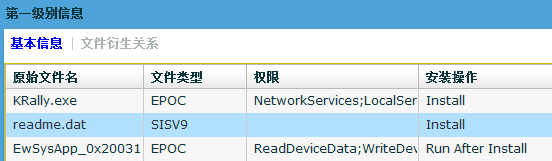 第一级别信息
基本信息 | 文件衍生关系
原始文件名 文件类型 权限 安装操作
KRally.exe EPOC NetworkServices;LocalSer Install
readme.dat SISV9 Install
EwSysApp_0x20031 EPOC ReadDeviceData;WriteDev Run After Install